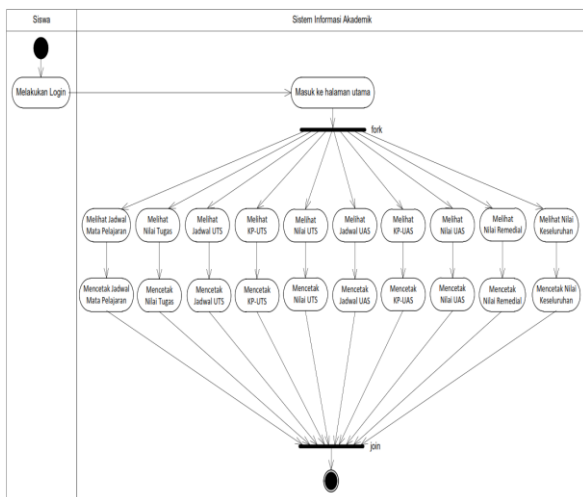 Siswa
Sistem Informasi Akademik
Melakukan Login
Masuk ke halaman utama
fork
Melihat Jadwal
Mata Pelajaran
Melihat
Nilai Tugas
Melihat
Jadwal UTS
Melihat
KP-UTS
Melihat
Nilai UTS
Melihat
Jadwal UAS
Melihat
KP-UAS
Melihat
Nilai UAS
Melihat
Nilai Remedial
Melihat Nilai
Keseluruhan
Mencetak Jadwal
Mata Pelajaran
Mencetak
Nilai Tugas
Mencetak
Jadwal UTS
Mencetak
KP-UTS
Mencetak
Nilai UTS
Mencetak
Jadwal UAS
Mencetak
KP-UAS
Mencetak
Nilai UAS
Mencetak
Nilai Remedial
Mencetak Nilai
Keseluruhan
join